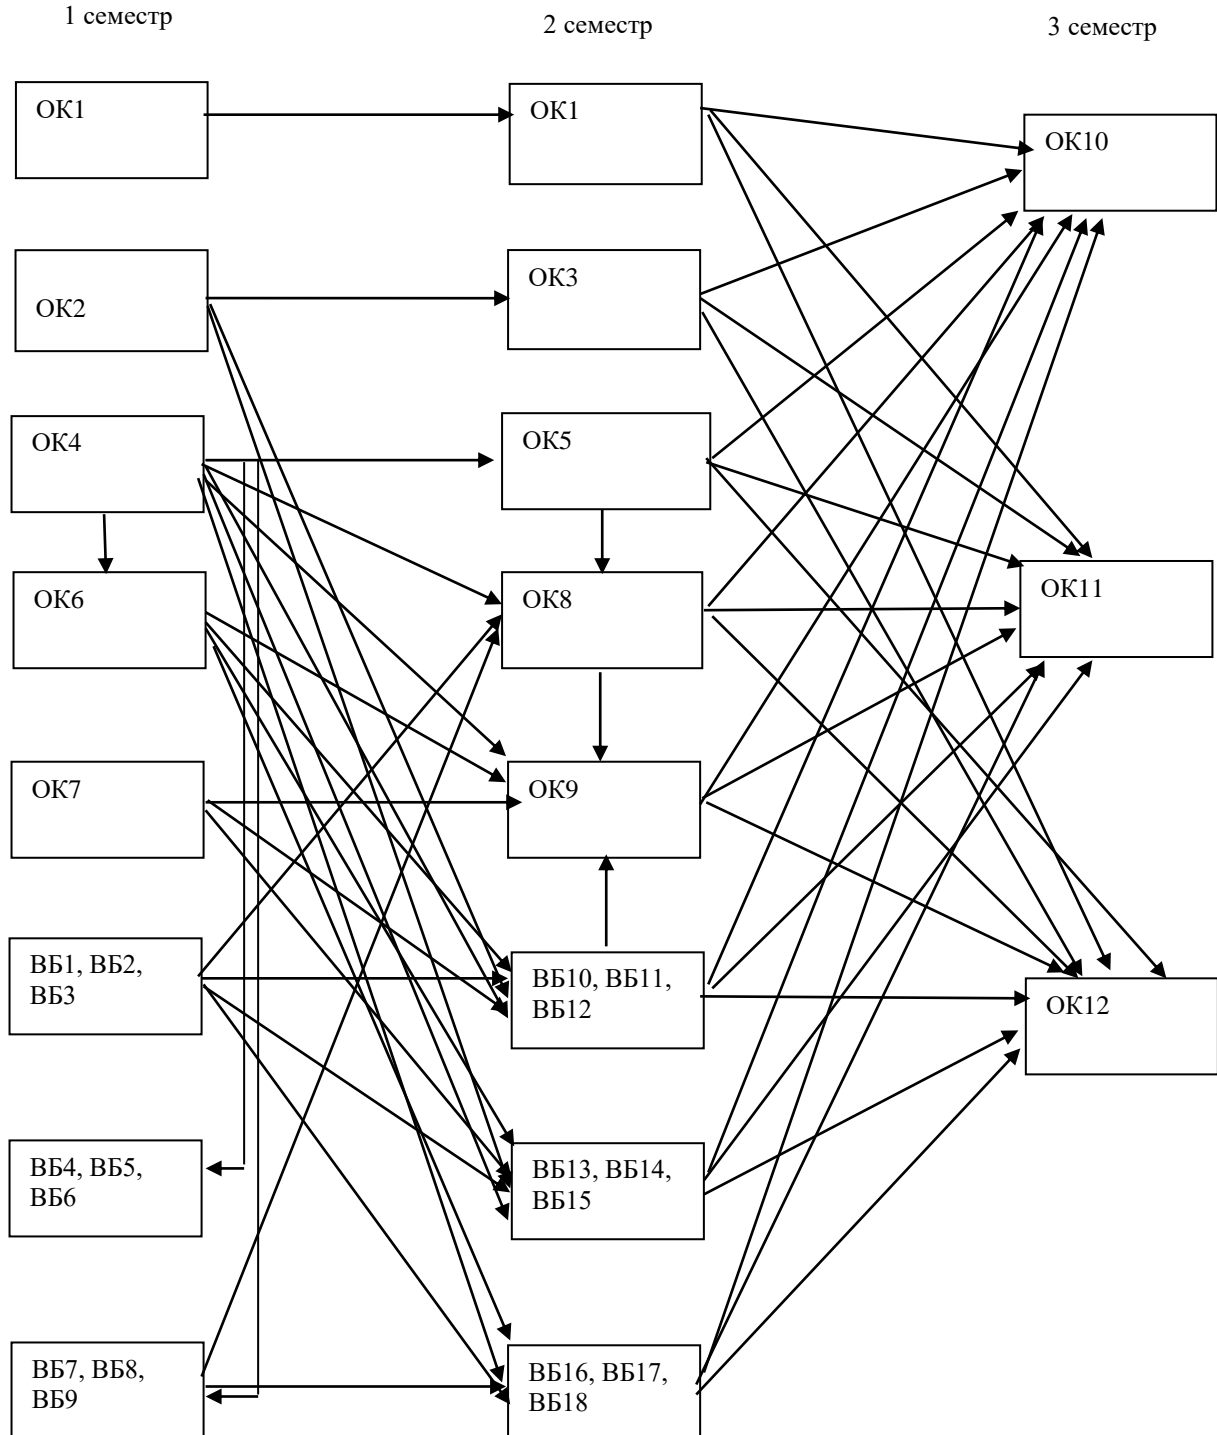 1 семестр
2 семестр
3 семестр
ОК1
ОК1
ОК10
ОК2
ОК3
ОК4
ОК5
ОК6
ОК8
ОК11
ОК7
ОК9
ВБ1, ВБ2,
ВБ3
ВБ10, ВБ11,
ВБ12
ОК12
ВБ4, ВБ5,
ВБ6
ВБ13, ВБ14,
ВБ15
ВБ7, ВБ8,
ВБ9
ВБ16, ВБ17,
ВБ18